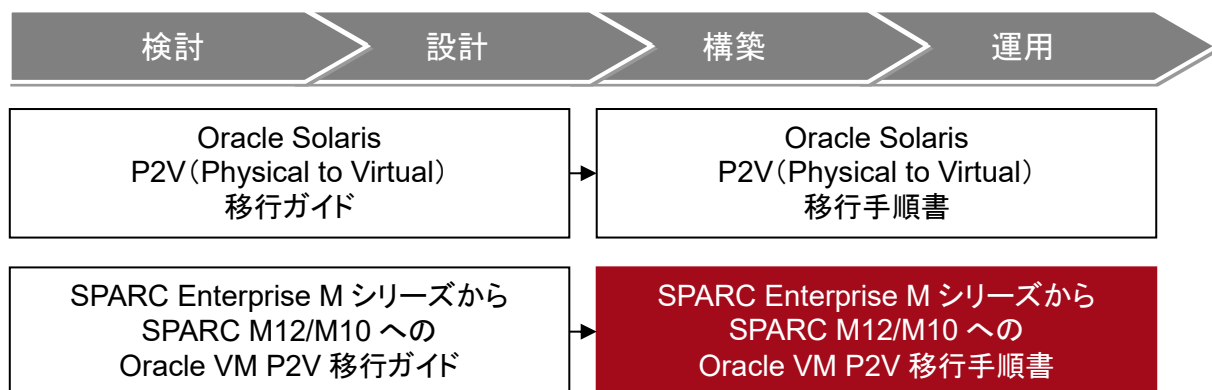 検討
設計
構築
運用
Oracle Solaris
P2V(Physical to Virtual)
移行ガイド
Oracle Solaris
P2V(Physical to Virtual)
移行手順書
SPARC Enterprise M シリーズから
SPARC M12/M10 への
Oracle VM P2V 移行ガイド
SPARC Enterprise M シリーズから
SPARC M12/M10 への
Oracle VM P2V 移行手順書